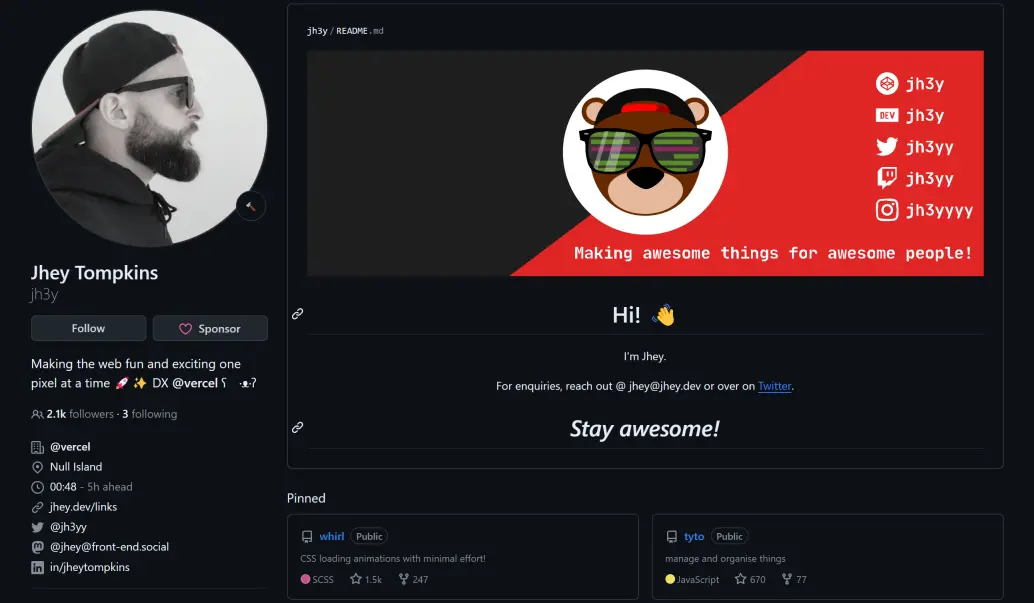 Jhey Tompkins
jh3y
Follow
Sponsor
Making the web fun and exciting one
pixel at a time 🚀 ✨ DX @vercel ʕ •ᴥ•ʔ
2.1k followers · 3 following
@vercel
Null Island
00:48 - 5h ahead
jhey.dev/links
@jh3yy
@jhey@front-end.social
in/jheytompkins
jh3y/README.md
jh3y
DEV jh3y
jh3yy
jh3yy
jh3yyyy
Making awesome things for awesome people!
Hi! 👋
I'm Jhey.
For enquiries, reach out @ jhey@jhey.dev or over on Twitter.
Stay awesome!
Pinned
whirl Public
CSS loading animations with minimal effort!
SCSS 1.5k 247
tyto Public
manage and organise things
JavaScript 670 77